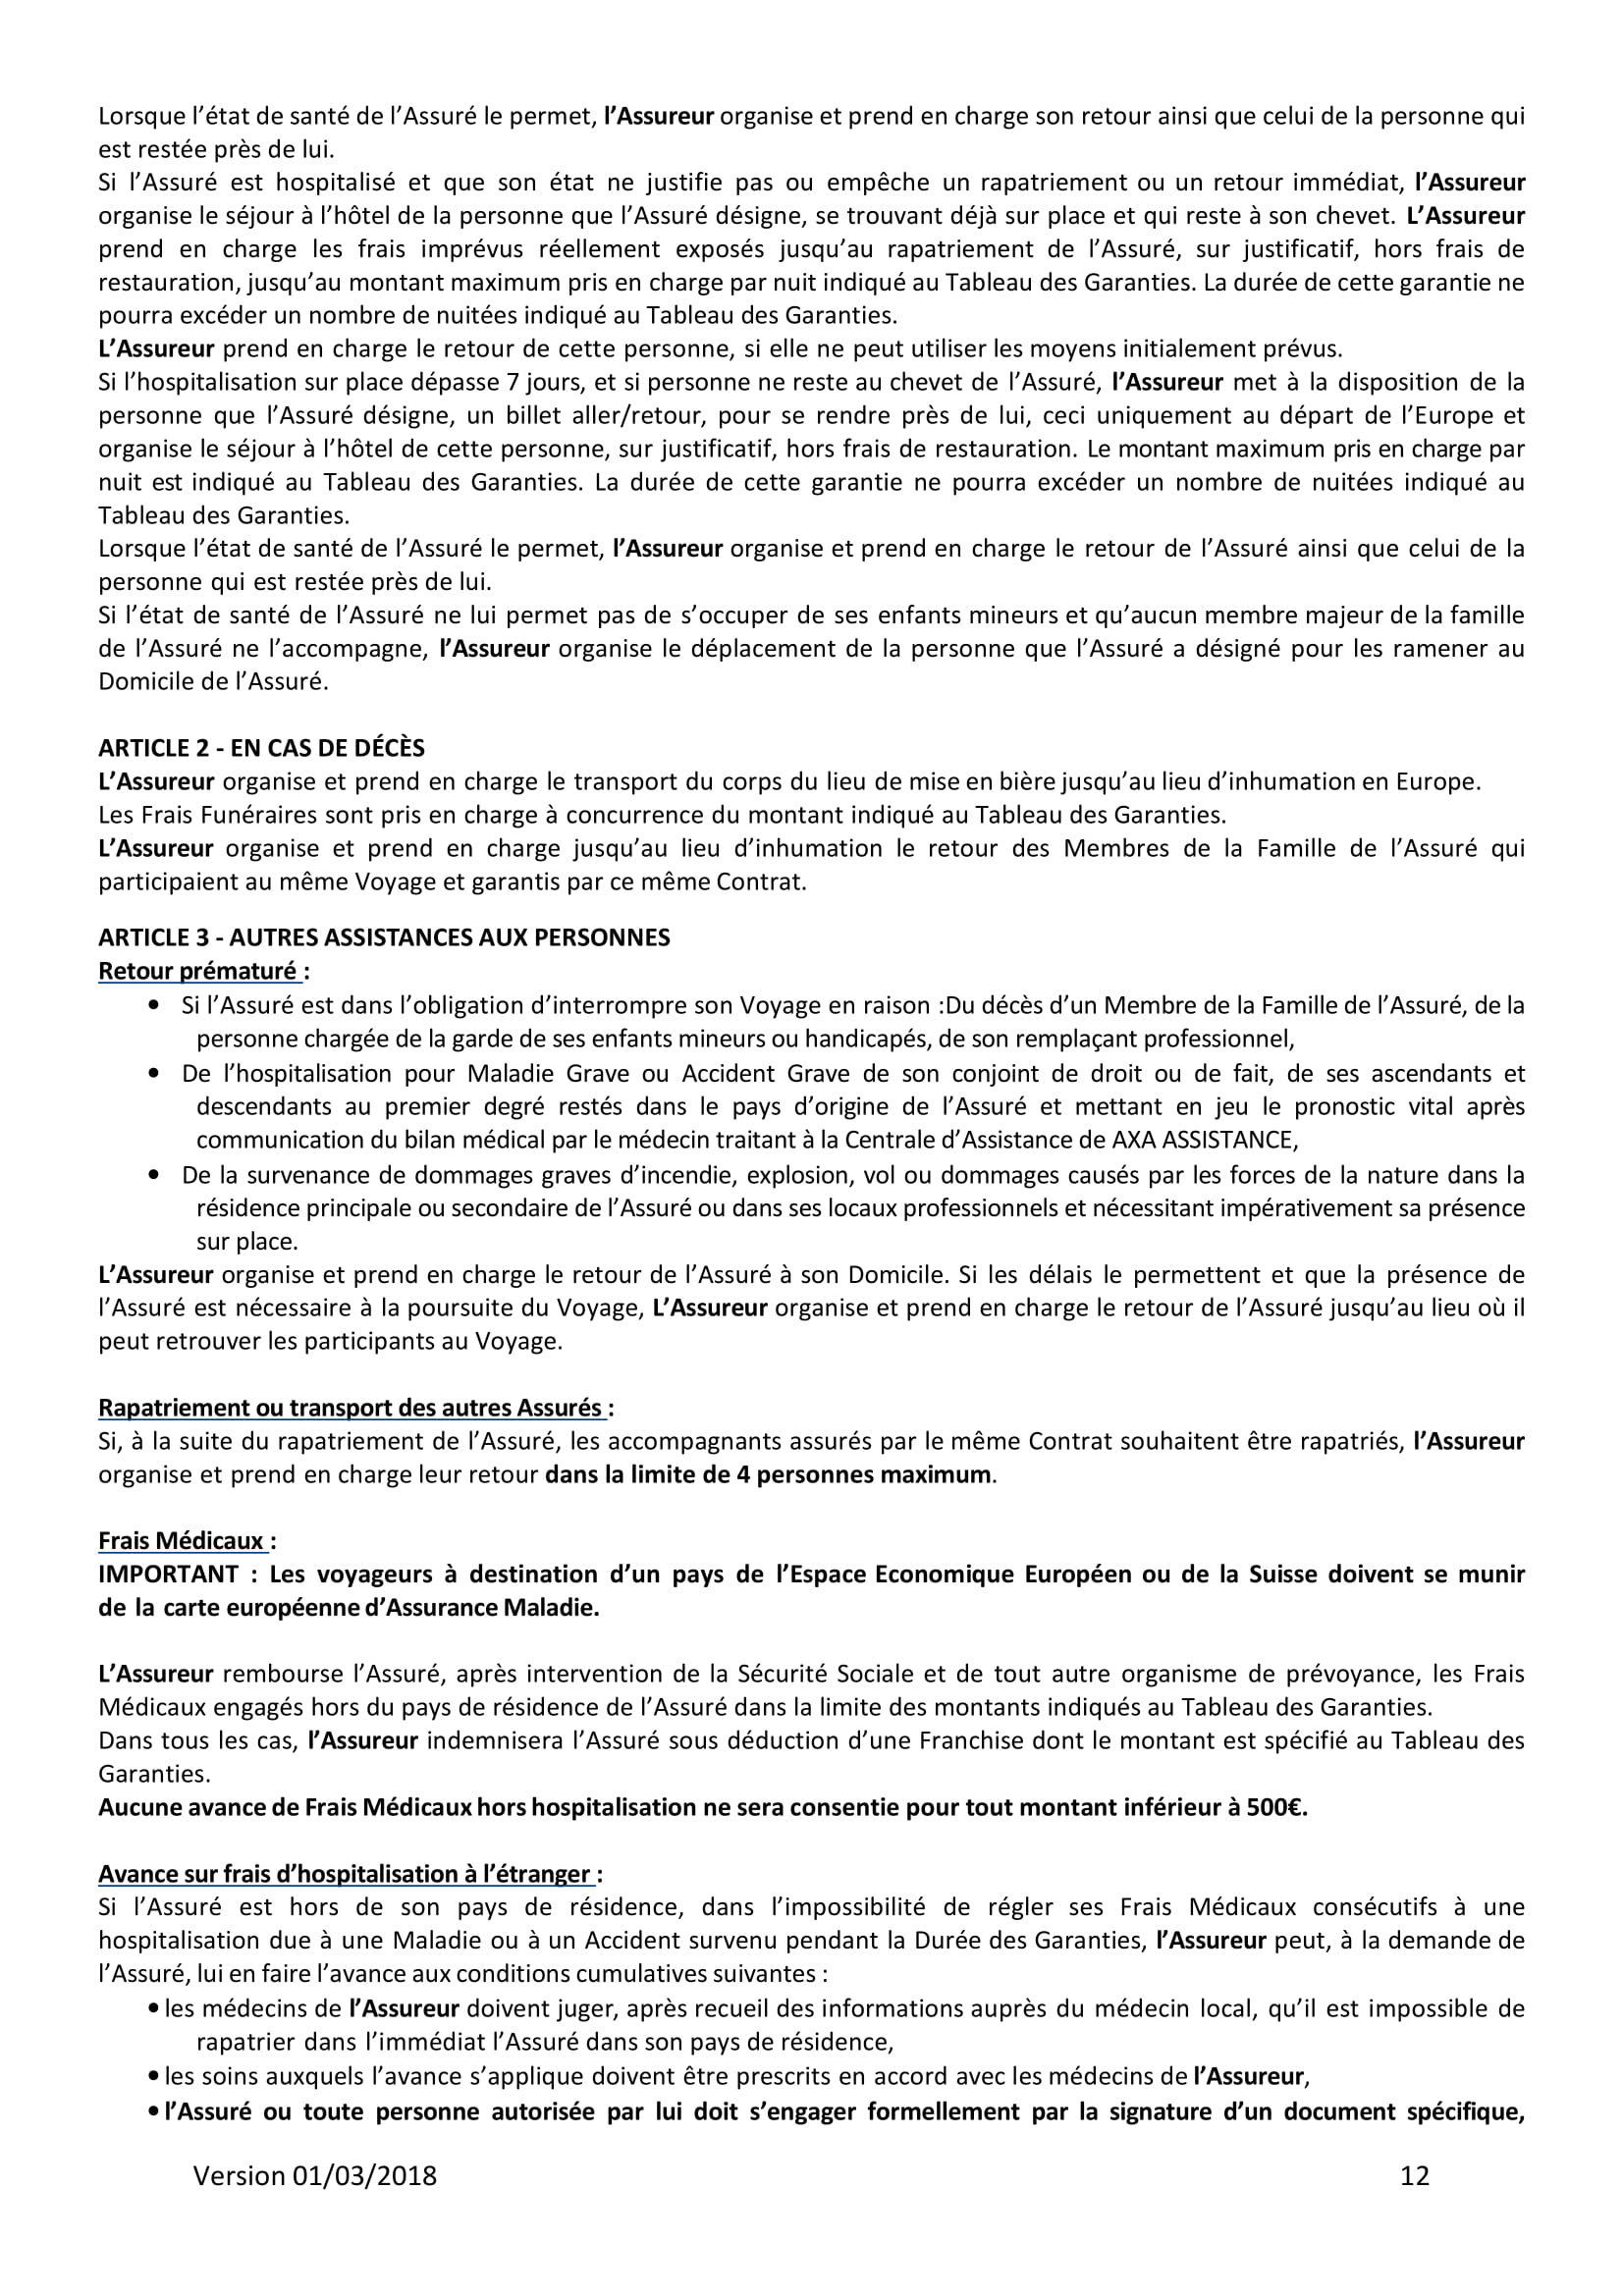 Lorsque l’état de santé de l’Assuré le permet, l’Assureur organise et prend en charge son retour ainsi que celui de la personne qui
est restée près de lui.
Si l’Assuré est hospitalisé et que son état ne justifie pas ou empêche un rapatriement ou un retour immédiat, l’Assureur
organise le séjour à l’hôtel de la personne que l’Assuré désigne, se trouvant déjà sur place et qui reste à son chevet. L’Assureur
prend en charge les frais imprévus réellement exposés jusqu’au rapatriement de l’Assuré, sur justificatif, hors frais de
restauration, jusqu’au montant maximum pris en charge par nuit indiqué au Tableau des Garanties. La durée de cette garantie ne
pourra excéder un nombre de nuitées indiqué au Tableau des Garanties.
L’Assureur prend en charge le retour de cette personne, si elle ne peut utiliser les moyens initialement prévus.
Si l’hospitalisation sur place dépasse 7 jours, et si personne ne reste au chevet de l’Assuré, l’Assureur met à la disposition de la
personne que l’Assuré désigne, un billet aller/retour, pour se rendre près de lui, ceci uniquement au départ de l’Europe et
organise le séjour à l’hôtel de cette personne, sur justificatif, hors frais de restauration. Le montant maximum pris en charge par
nuit est indiqué au Tableau des Garanties. La durée de cette garantie ne pourra excéder un nombre de nuitées indiqué au
Tableau des Garanties.
Lorsque l’état de santé de l’Assuré le permet, l’Assureur organise et prend en charge le retour de l’Assuré ainsi que celui de la
personne qui est restée près de lui.
Si l’état de santé de l’Assuré ne lui permet pas de s’occuper de ses enfants mineurs et qu’aucun membre majeur de la famille
de l’Assuré ne l’accompagne, l’Assureur organise le déplacement de la personne que l’Assuré a désigné pour les ramener au
Domicile de l’Assuré.
ARTICLE 2 - EN CAS DE DÉCÈS
L’Assureur organise et prend en charge le transport du corps du lieu de mise en bière jusqu’au lieu d’inhumation en Europe.
Les Frais Funéraires sont pris en charge à concurrence du montant indiqué au Tableau des Garanties.
L’Assureur organise et prend en charge jusqu’au lieu d’inhumation le retour des Membres de la Famille de l’Assuré qui
participaient au même Voyage et garantis par ce même Contrat.
ARTICLE 3 - AUTRES ASSISTANCES AUX PERSONNES
Retour prématuré :
• Si l’Assuré est dans l’obligation d’interrompre son Voyage en raison :Du décès d’un Membre de la Famille de l’Assuré, de la
personne chargée de la garde de ses enfants mineurs ou handicapés, de son remplaçant professionnel,
• De l’hospitalisation pour Maladie Grave ou Accident Grave de son conjoint de droit ou de fait, de ses ascendants et
descendants au premier degré restés dans le pays d’origine de l’Assuré et mettant en jeu le pronostic vital après
communication du bilan médical par le médecin traitant à la Centrale d’Assistance de AXA ASSISTANCE,
• De la survenance de dommages graves d’incendie, explosion, vol ou dommages causés par les forces de la nature dans la
résidence principale ou secondaire de l’Assuré ou dans ses locaux professionnels et nécessitant impérativement sa présence
sur place.
L’Assureur organise et prend en charge le retour de l’Assuré à son Domicile. Si les délais le permettent et que la présence de
l’Assuré est nécessaire à la poursuite du Voyage, L’Assureur organise et prend en charge le retour de l’Assuré jusqu’au lieu où il
peut retrouver les participants au Voyage.
Rapatriement ou transport des autres Assurés :
Si, à la suite du rapatriement de l’Assuré, les accompagnants assurés par le même Contrat souhaitent être rapatriés, l’Assureur
organise et prend en charge leur retour dans la limite de 4 personnes maximum.
Frais Médicaux :
IMPORTANT : Les voyageurs à destination d’un pays de l’Espace Economique Européen ou de la Suisse doivent se munir
de la carte européenne d’Assurance Maladie.
L’Assureur rembourse l’Assuré, après intervention de la Sécurité Sociale et de tout autre organisme de prévoyance, les Frais
Médicaux engagés hors du pays de résidence de l’Assuré dans la limite des montants indiqués au Tableau des Garanties.
Dans tous les cas, l’Assureur indemnisera l’Assuré sous déduction d’une Franchise dont le montant est spécifié au Tableau des
Garanties.
Aucune avance de Frais Médicaux hors hospitalisation ne sera consentie pour tout montant inférieur à 500€.
Avance sur frais d’hospitalisation à l’étranger :
Si l’Assuré est hors de son pays de résidence, dans l’impossibilité de régler ses Frais Médicaux consécutifs à une
hospitalisation due à une Maladie ou à un Accident survenu pendant la Durée des Garanties, l’Assureur peut, à la demande de
l’Assuré, lui en faire l’avance aux conditions cumulatives suivantes :
• les médecins de l’Assureur doivent juger, après recueil des informations auprès du médecin local, qu’il est impossible de
rapatrier dans l’immédiat l’Assuré dans son pays de résidence,
• les soins auxquels l’avance s’applique doivent être prescrits en accord avec les médecins de l’Assureur,
• l’Assuré ou toute personne autorisée par lui doit s’engager formellement par la signature d’un document spécifique,
Version 01/03/2018 12